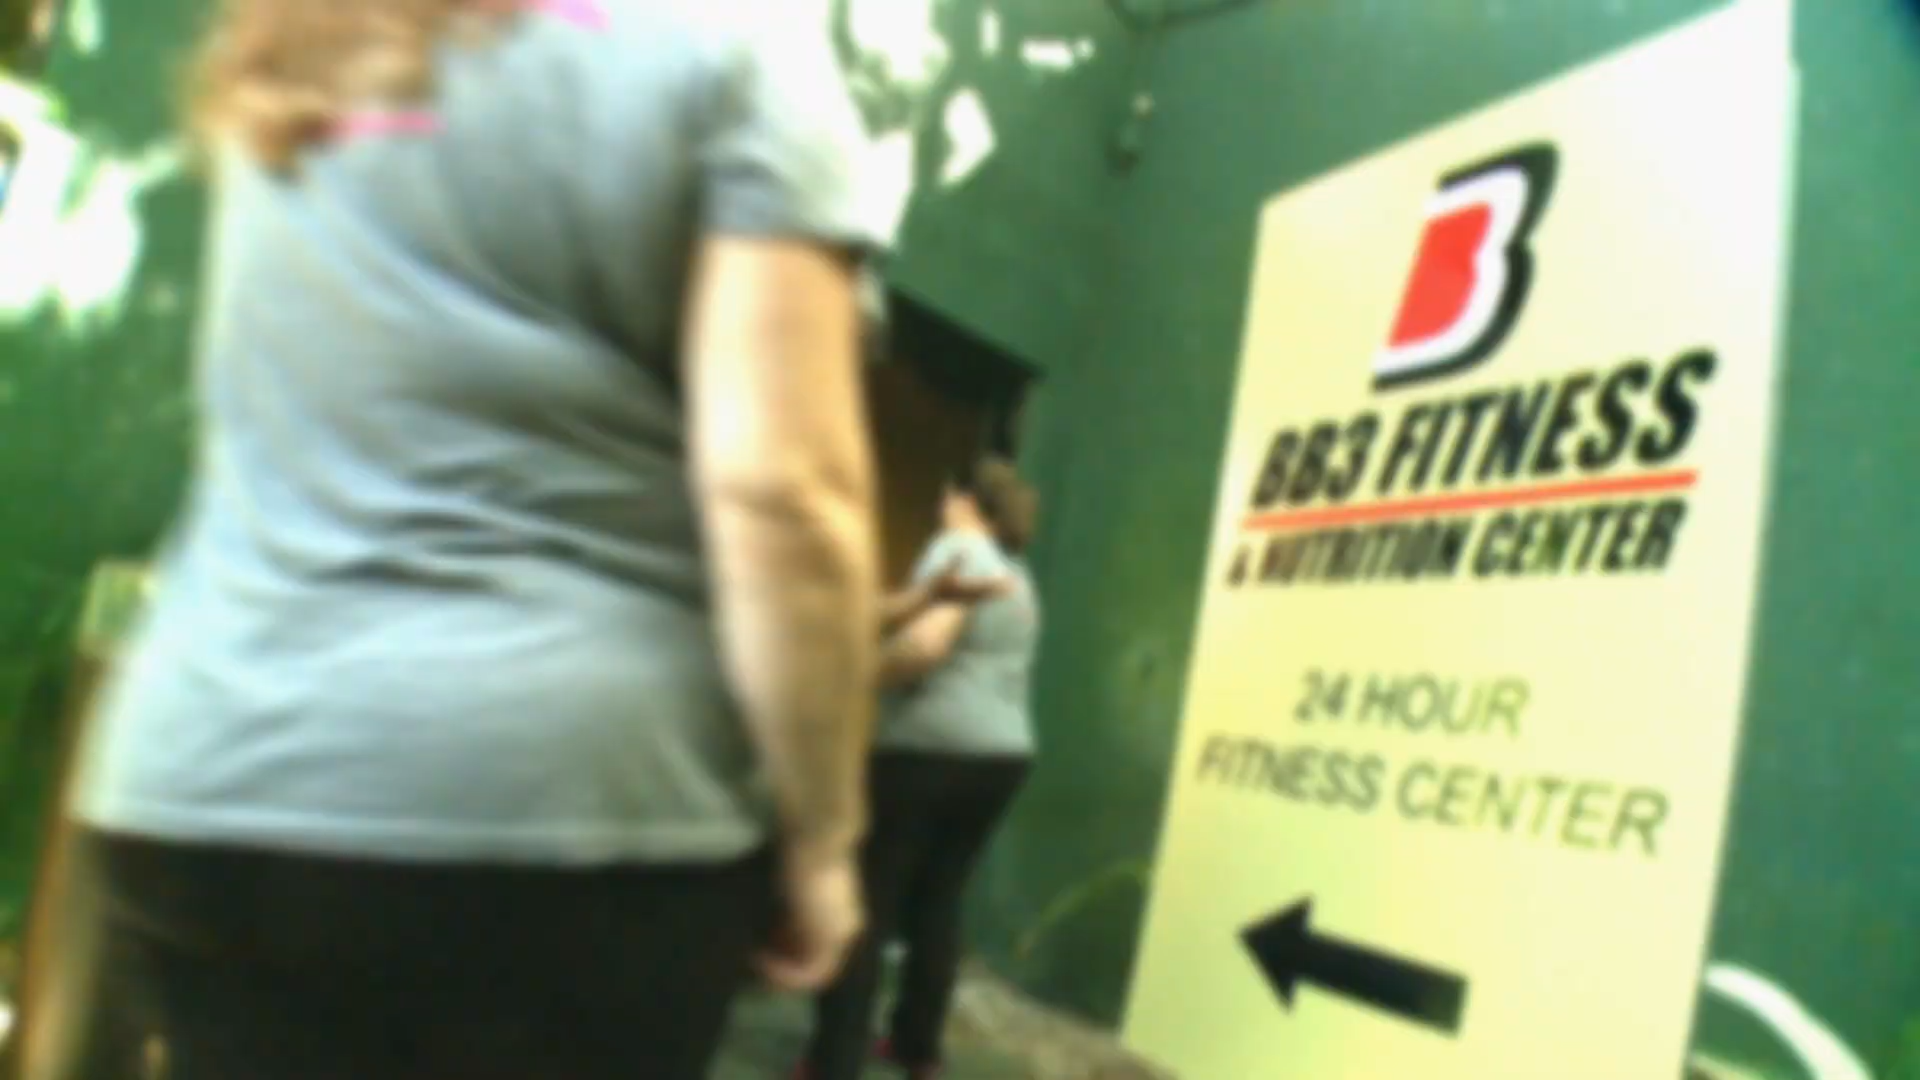 B
BB3 FITNESS
& NUTRITION CENTER
24 HOUR
FITNESS CENTER